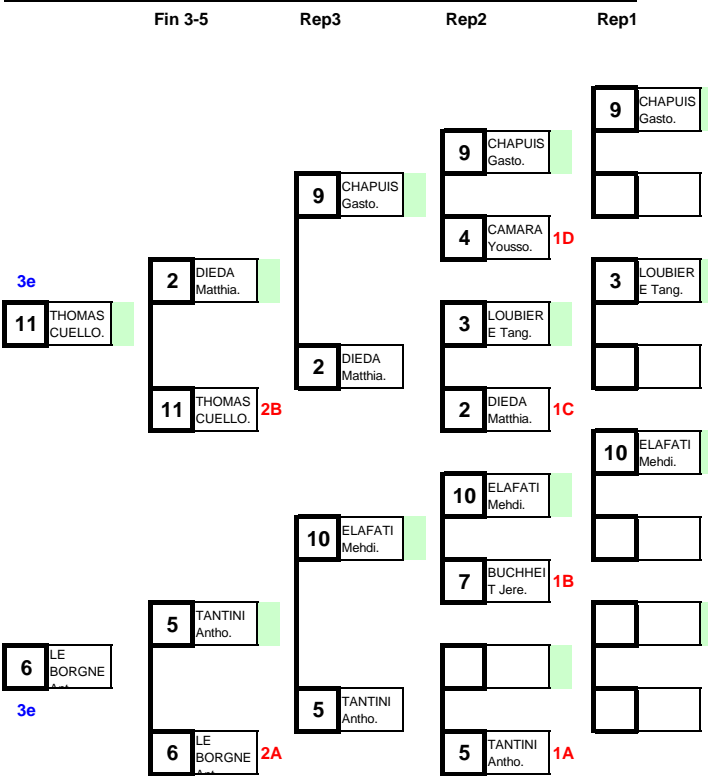 Fin 3-5 Rep3 Rep2 Rep1
9 CHAPUIS
Gasto.
9 CHAPUIS
Gasto.
9 CHAPUIS
Gasto.
4 CAMARA
Yousso. 1D
3e
2 DIEDA
Matthia.
3 LOUBIER
E Tang.
11 THOMAS
CUELLO.
3 LOUBIER
E Tang.
2 DIEDA
Matthia.
11 THOMAS
CUELLO. 2B
2 DIEDA
Matthia. 1C
10 ELAFATI
Mehdi.
10 ELAFATI
Mehdi.
10 ELAFATI
Mehdi.
7 BUCHHEI
T Jere. 1B
5 TANTINI
Antho.
6 LE
BORGNE
3e
5 TANTINI
Antho.
6 LE
BORGNE 2A
5 TANTINI
Antho. 1A